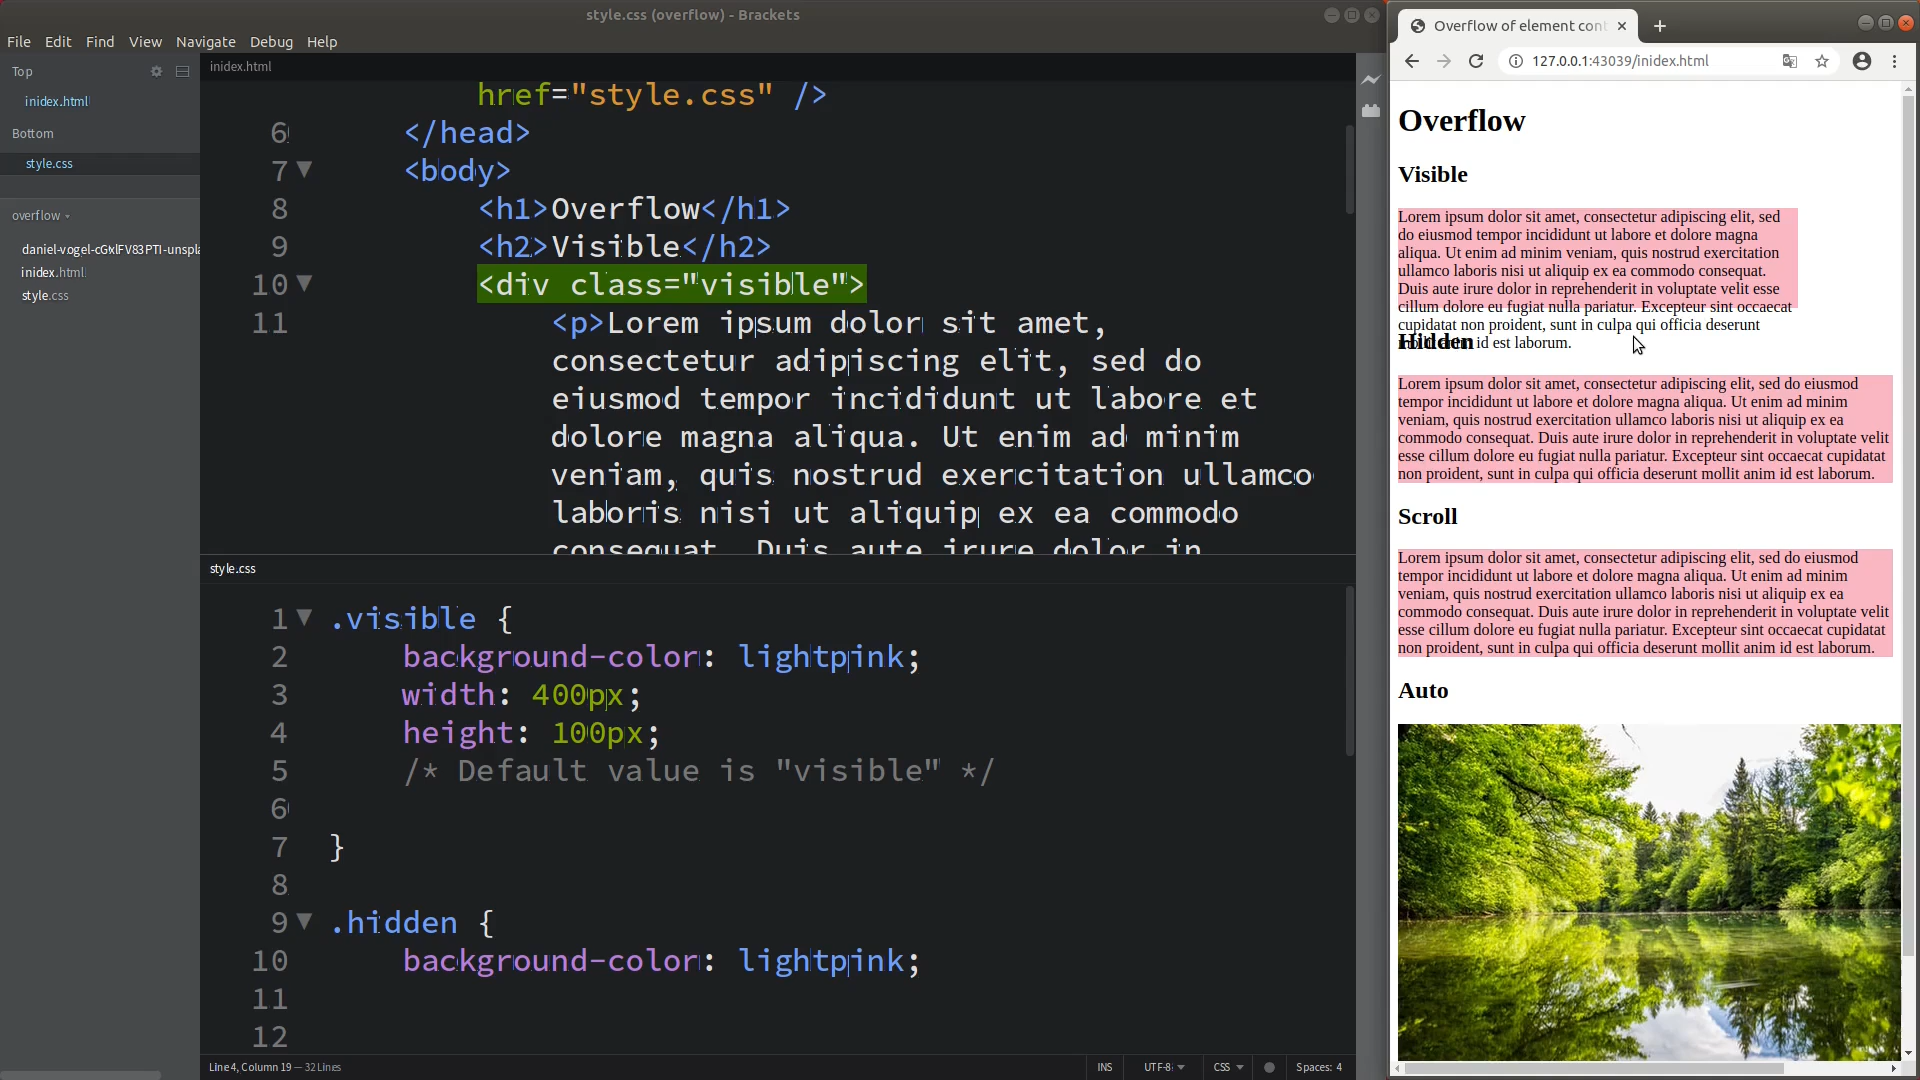 style.css (overflow) - Brackets
File Edit Find View Navigate Debug Help
Top
inidex.html
Bottom
style.css
overflow
inidex.html
style.css
inidex.html
href="style.css" />
6 </head>
7 <body>
8 <h1>Overflow</h1>
9 <h2>Visible</h2>
10 <div class="visible">
11 <p>Lorem ipsum dolor sit amet,
consectetur adipiscing elit, sed do
eiusmod tempor incididunt ut labore et
dolore magna aliqua. Ut enim ad minim
veniam, quis nostrud exercitation ullamco
laboris nisi ut aliquip ex ea commodo
consequat. Duis aute irure dolor in
style.css
1 .visible {
2 background-color: lightpink;
3 width: 400px;
4 height: 100px;
5 /* Default value is "visible" */
6
7 }
8
9 .hidden {
10 background-color: lightpink;
11
12
Line 4, Column 19 — 32 Lines
INS UTF-8 CSS Spaces: 4
Overflow of element con
127.0.0.1:43039/inidex.html
Overflow
Visible
Lorem ipsum dolor sit amet, consectetur adipiscing elit, sed
do eiusmod tempor incididunt ut labore et dolore magna
aliqua. Ut enim ad minim veniam, quis nostrud exercitation
ullamco laboris nisi ut aliquip ex ea commodo consequat.
Duis aute irure dolor in reprehenderit in voluptate velit esse
cillum dolore eu fugiat nulla pariatur. Excepteur sint occaecat
cupidatat non proident, sunt in culpa qui officia deserunt
id est laborum.
Hidden
Lorem ipsum dolor sit amet, consectetur adipiscing elit, sed do eiusmod
tempor incididunt ut labore et dolore magna aliqua. Ut enim ad minim
veniam, quis nostrud exercitation ullamco laboris nisi ut aliquip ex ea
commodo consequat. Duis aute irure dolor in reprehenderit in voluptate velit
esse cillum dolore eu fugiat nulla pariatur. Excepteur sint occaecat cupidatat
non proident, sunt in culpa qui officia deserunt mollit anim id est laborum.
Scroll
Lorem ipsum dolor sit amet, consectetur adipiscing elit, sed do eiusmod
tempor incididunt ut labore et dolore magna aliqua. Ut enim ad minim
veniam, quis nostrud exercitation ullamco laboris nisi ut aliquip ex ea
commodo consequat. Duis aute irure dolor in reprehenderit in voluptate velit
esse cillum dolore eu fugiat nulla pariatur. Excepteur sint occaecat cupidatat
non proident, sunt in culpa qui officia deserunt mollit anim id est laborum.
Auto